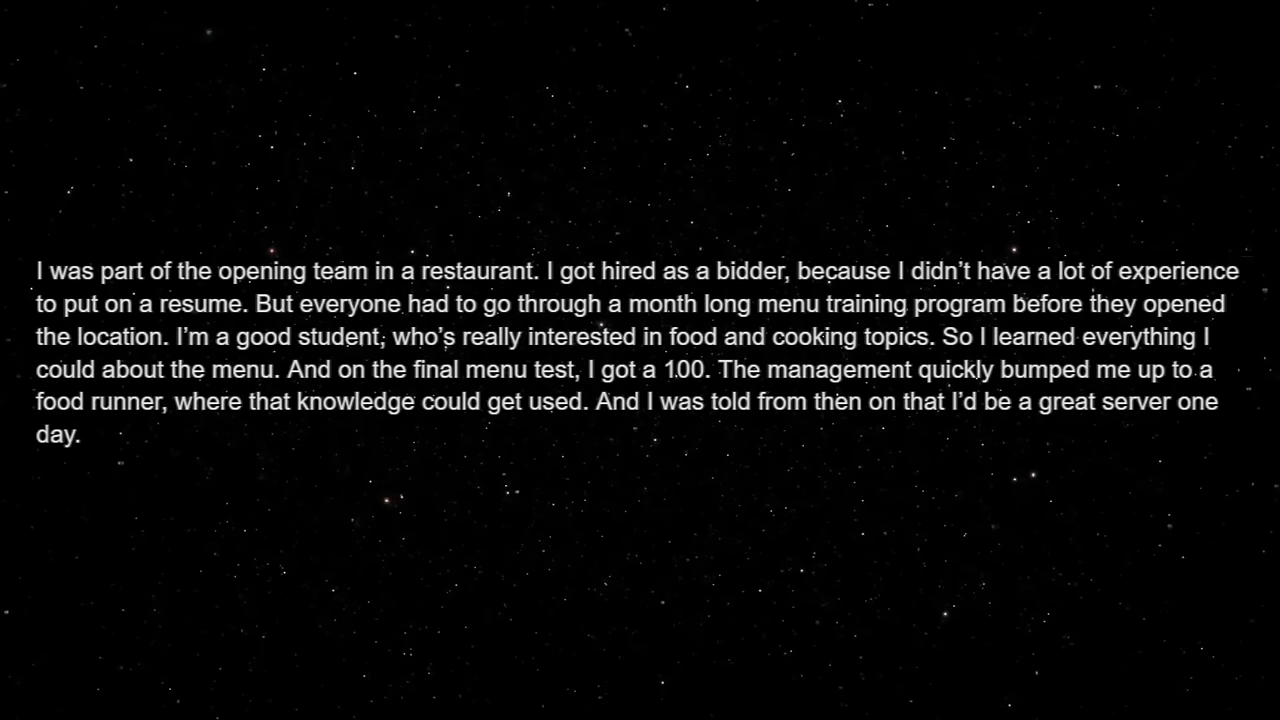 I was part of the opening team in a restaurant. I got hired as a bidder, because I didn’t have a lot of experience
to put on a resume. But everyone had to go through a month long menu training program before they opened
the location. I’m a good student, who’s really interested in food and cooking topics. So I learned everything I
could about the menu. And on the final menu test, I got a 100. The management quickly bumped me up to a
food runner, where that knowledge could get used. And I was told from then on that I’d be a great server one
day.